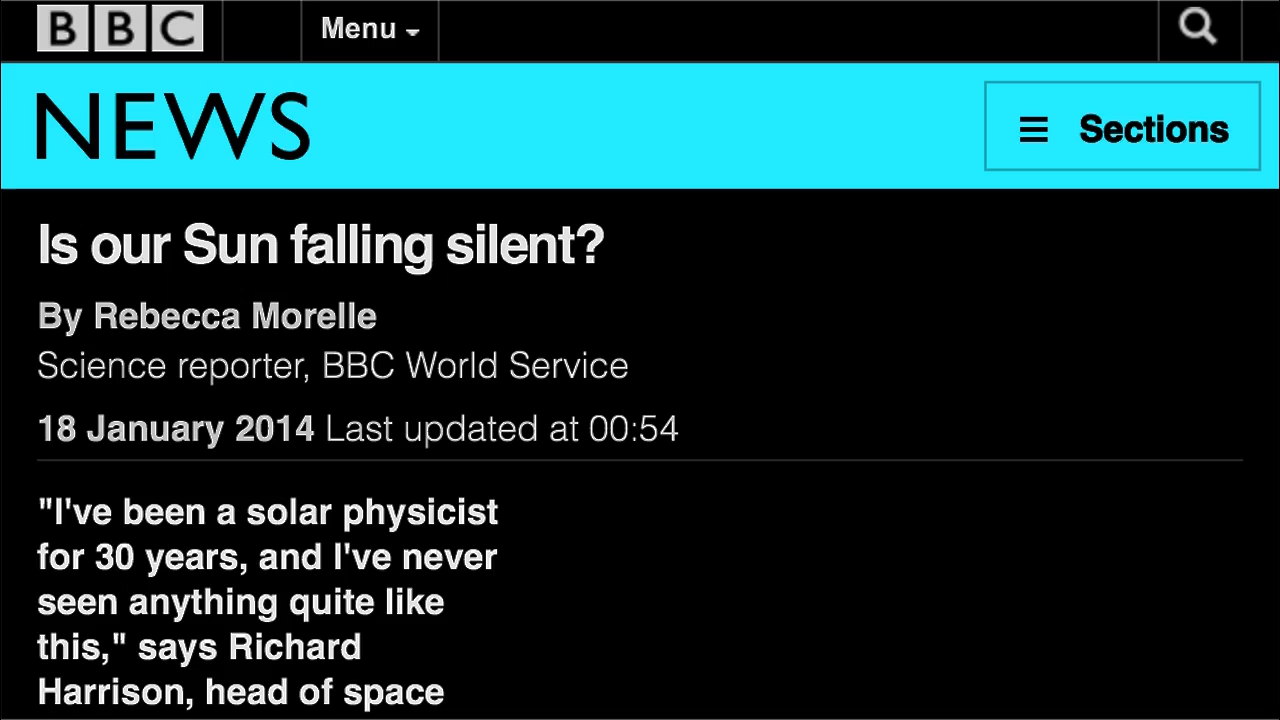 BBC Menu
NEWS Sections
Is our Sun falling silent?
By Rebecca Morelle
Science reporter, BBC World Service
18 January 2014 Last updated at 00:54
"I've been a solar physicist
for 30 years, and I've never
seen anything quite like
this," says Richard
Harrison, head of space